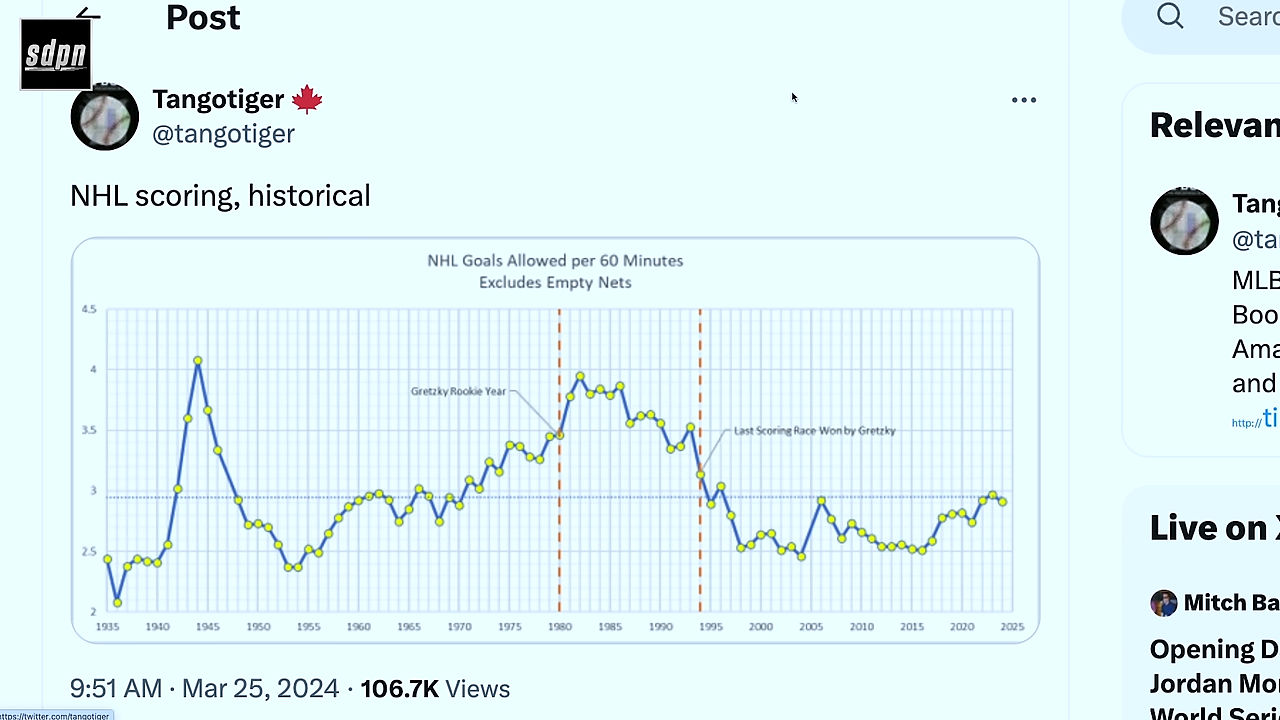 Post
Searc
sdpn
Tangotiger
@tangotiger
NHL scoring, historical
NHL Goals Allowed per 60 Minutes
Excludes Empty Nets
4.5
4
3.5
3
2.5
2
Gretzky Rookie Year
Last Scoring Race Won by Gretzky
1935 1940 1945 1950 1955 1960 1965 1970 1975 1980 1985 1990 1995 2000 2005 2010 2015 2020 2025
9:51 AM · Mar 25, 2024 · 106.7K Views
https://twitter.com/tangotiger
Relevan
Tang
@ta
MLB
Boo
Ama
and
http://ti
Live on X
Mitch Ba
Opening D
Jordan Mo
World Seri